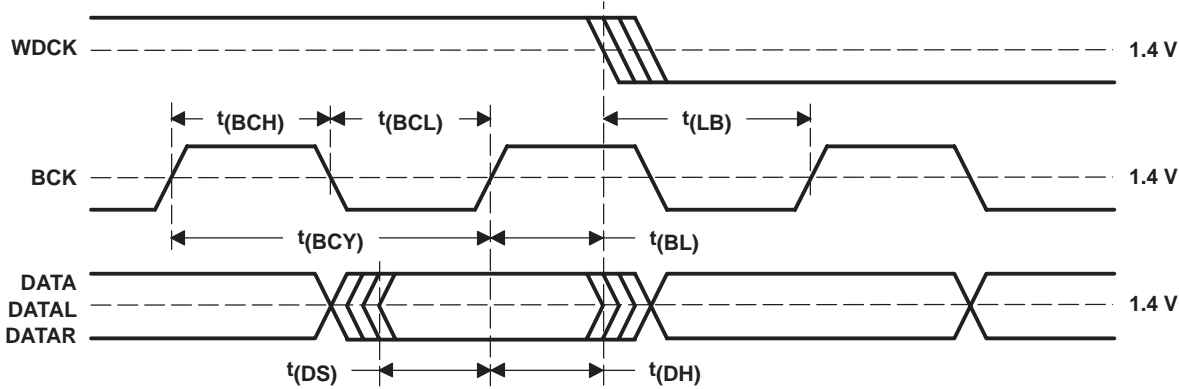 WDCK
1.4 V
t(BCH)
t(BCL)
t(LB)
BCK
1.4 V
t(BCY)
t(BL)
DATA
DATAL
DATAR
1.4 V
t(DS)
t(DH)